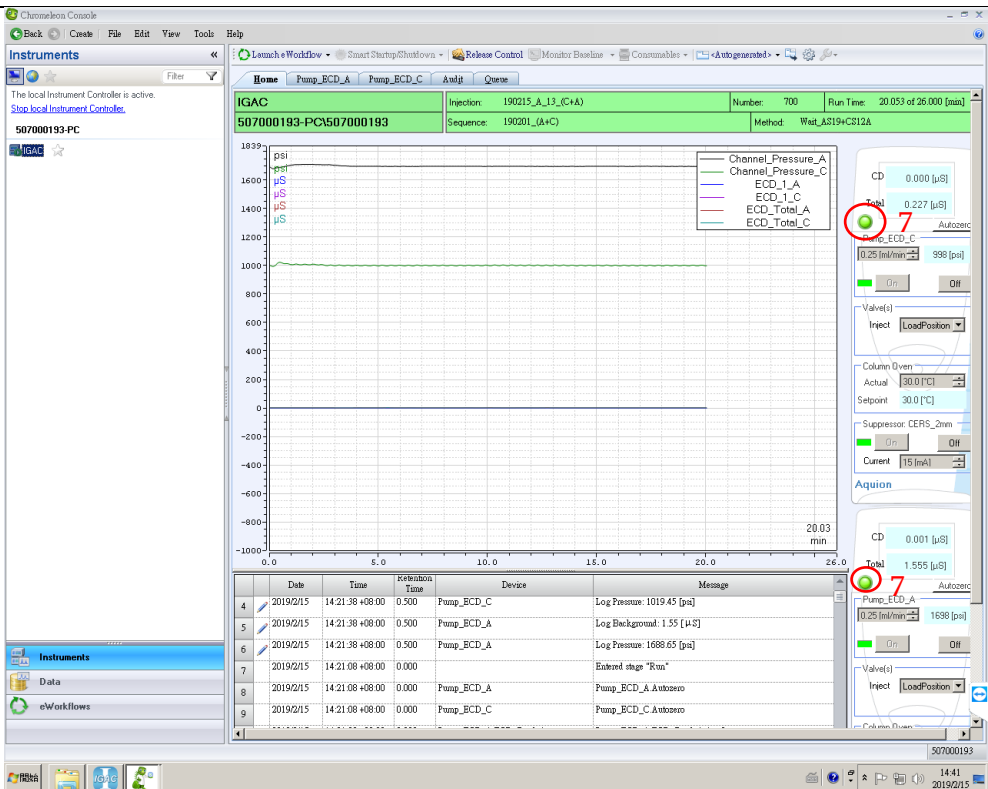 Chromeleon Console
Back Create File Edit View Tools Help
Instruments «
Filter
The local Instrument Controller is active.
Stop local Instrument Controller.
507000193-PC
IGAC
Launch eWorkflow Smart Startup/Shutdown Release Control Monitor Baseline Consumables <Autogenerated>
Home Pump_ECD_A Pump_ECD_C Audit Queue
IGAC Injection: 190215_A_13_(C+A) Number: 700 Run Time: 20.053 of 26.000 [min]
507000193-PC\507000193 Sequence: 190201_(A+C) Method: Wait_AS19+CS12A
1839
1600
1400
1200
1000
800
600
400
200
0
-200
-400
-600
-800
-1000
psi
psi
µS
µS
µS
µS
Channel_Pressure_A
Channel_Pressure_C
ECD_1_A
ECD_1_C
ECD_Total_A
ECD_Total_C
20.03
min
0.0 5.0 10.0 15.0 20.0 26.0
CD 0.000 [µS]
Total 0.227 [µS]
7
Autozero
Pump_ECD_C
0.25 [ml/min] 998 [psi]
On Off
Valve(s)
Inject LoadPosition
Column Oven
Actual 30.0 [°C]
Setpoint 30.0 [°C]
Suppressor: CERS_2mm
On Off
Current 15 [mA]
Aquion
CD 0.001 [µS]
Total 1.555 [µS]
7
Autozero
Pump_ECD_A
0.25 [ml/min] 1698 [psi]
On Off
Valve(s)
Inject LoadPosition
Column Oven
Date Time Retention Time Device Message
4 2019/2/15 14:21:38 +08:00 0.500 Pump_ECD_C Log Pressure: 1019.45 [psi]
5 2019/2/15 14:21:38 +08:00 0.500 Pump_ECD_A Log Background: 1.55 [µS]
6 2019/2/15 14:21:38 +08:00 0.500 Pump_ECD_A Log Pressure: 1688.65 [psi]
7 2019/2/15 14:21:08 +08:00 0.000 Entered stage "Run"
8 2019/2/15 14:21:08 +08:00 0.000 Pump_ECD_A Pump_ECD_A.Autozero
9 2019/2/15 14:21:08 +08:00 0.000 Pump_ECD_C Pump_ECD_C.Autozero
Instruments
Data
eWorkflows
507000193
開始
IGAC
14:41
2019/2/15